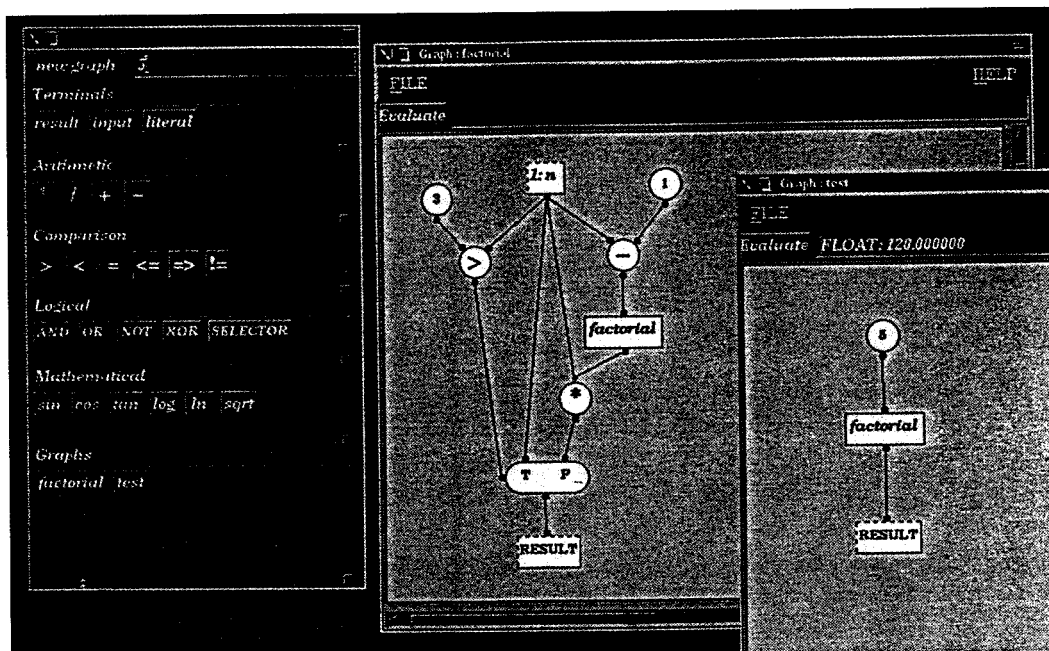 new graph 5
Terminals
result input literal
Arithmetic
* / + −
Comparison
> < = <= => !=
Logical
AND OR NOT XOR SELECTOR
Mathematical
sin cos tan log ln sqrt
Graphs
factorial test
Graph: factorial
FILE HELP
Evaluate
3 1: n 1
> −
factorial
*
T F
RESULT
Graph: test
FILE
Evaluate FLOAT: 120.000000
5
factorial
RESULT